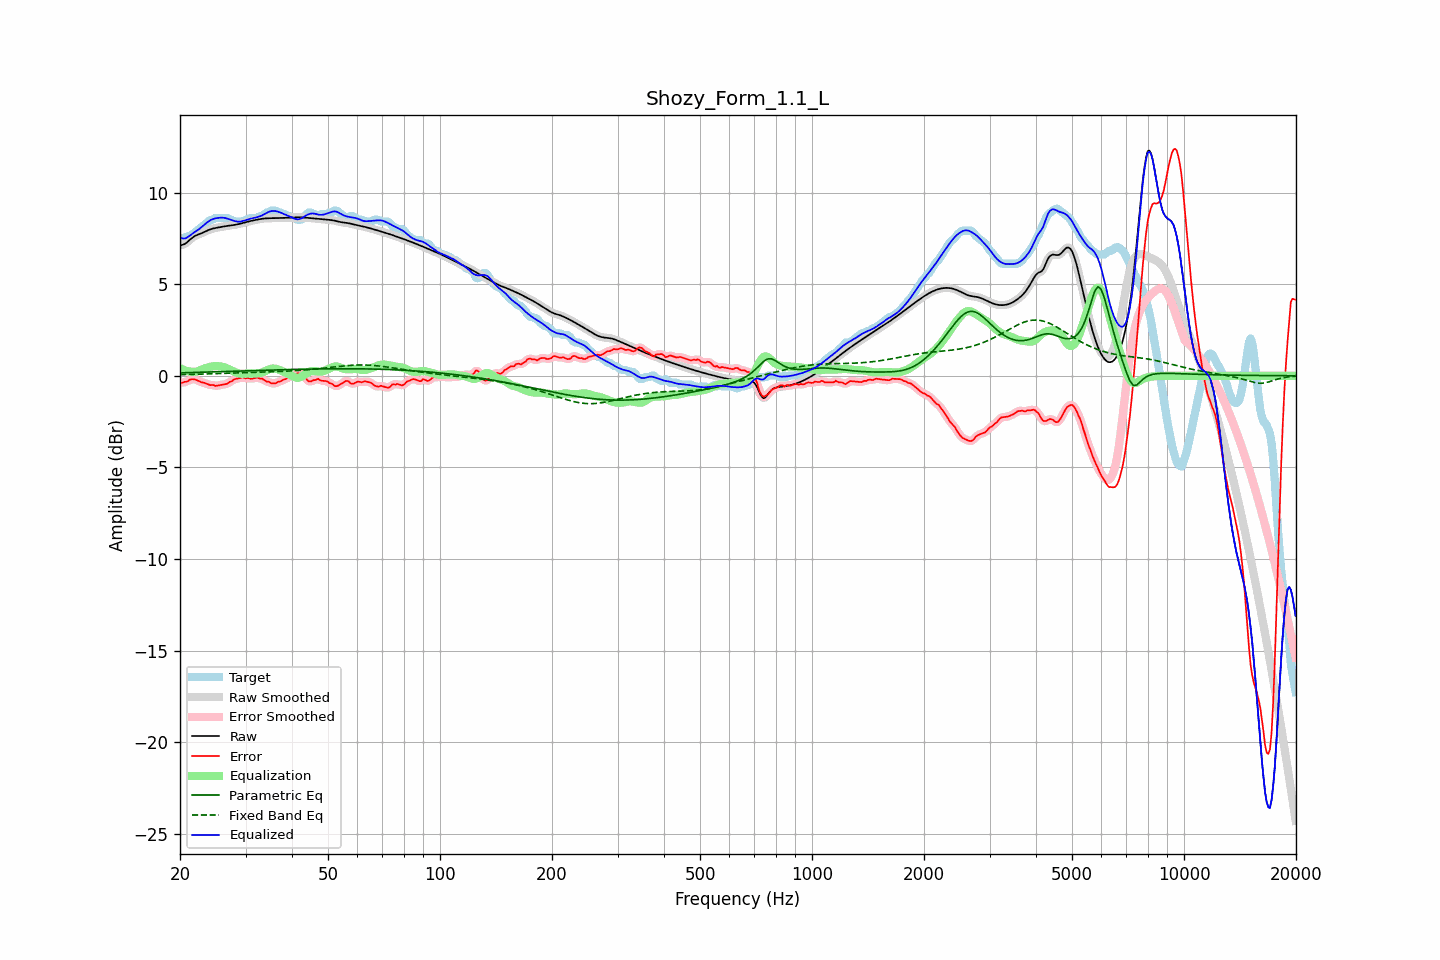 Shozy_Form_1.1_L
Amplitude (dBr)
10
5
0
−5
−10
−15
−20
−25
Target
Raw Smoothed
Error Smoothed
Raw
Error
Equalization
Parametric Eq
Fixed Band Eq
Equalized
20 50 100 200 500 1000 2000 5000 10000 20000
Frequency (Hz)